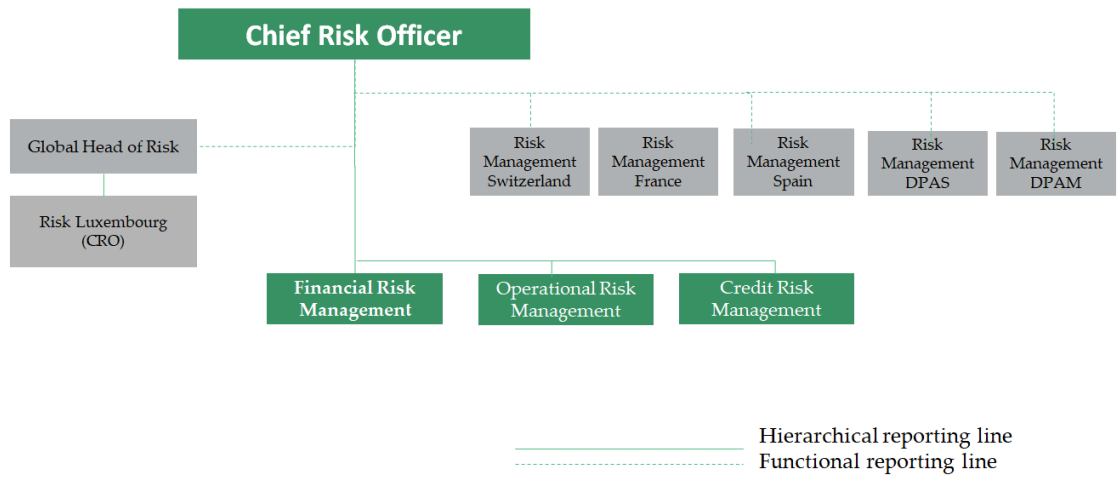 Chief Risk Officer
Global Head of Risk
Risk Luxembourg
(CRO)
Risk
Management
Switzerland
Risk
Management
France
Risk
Management
Spain
Risk
Management
DPAS
Risk
Management
DPAM
Financial Risk
Management
Operational Risk
Management
Credit Risk
Management
Hierarchical reporting line
Functional reporting line